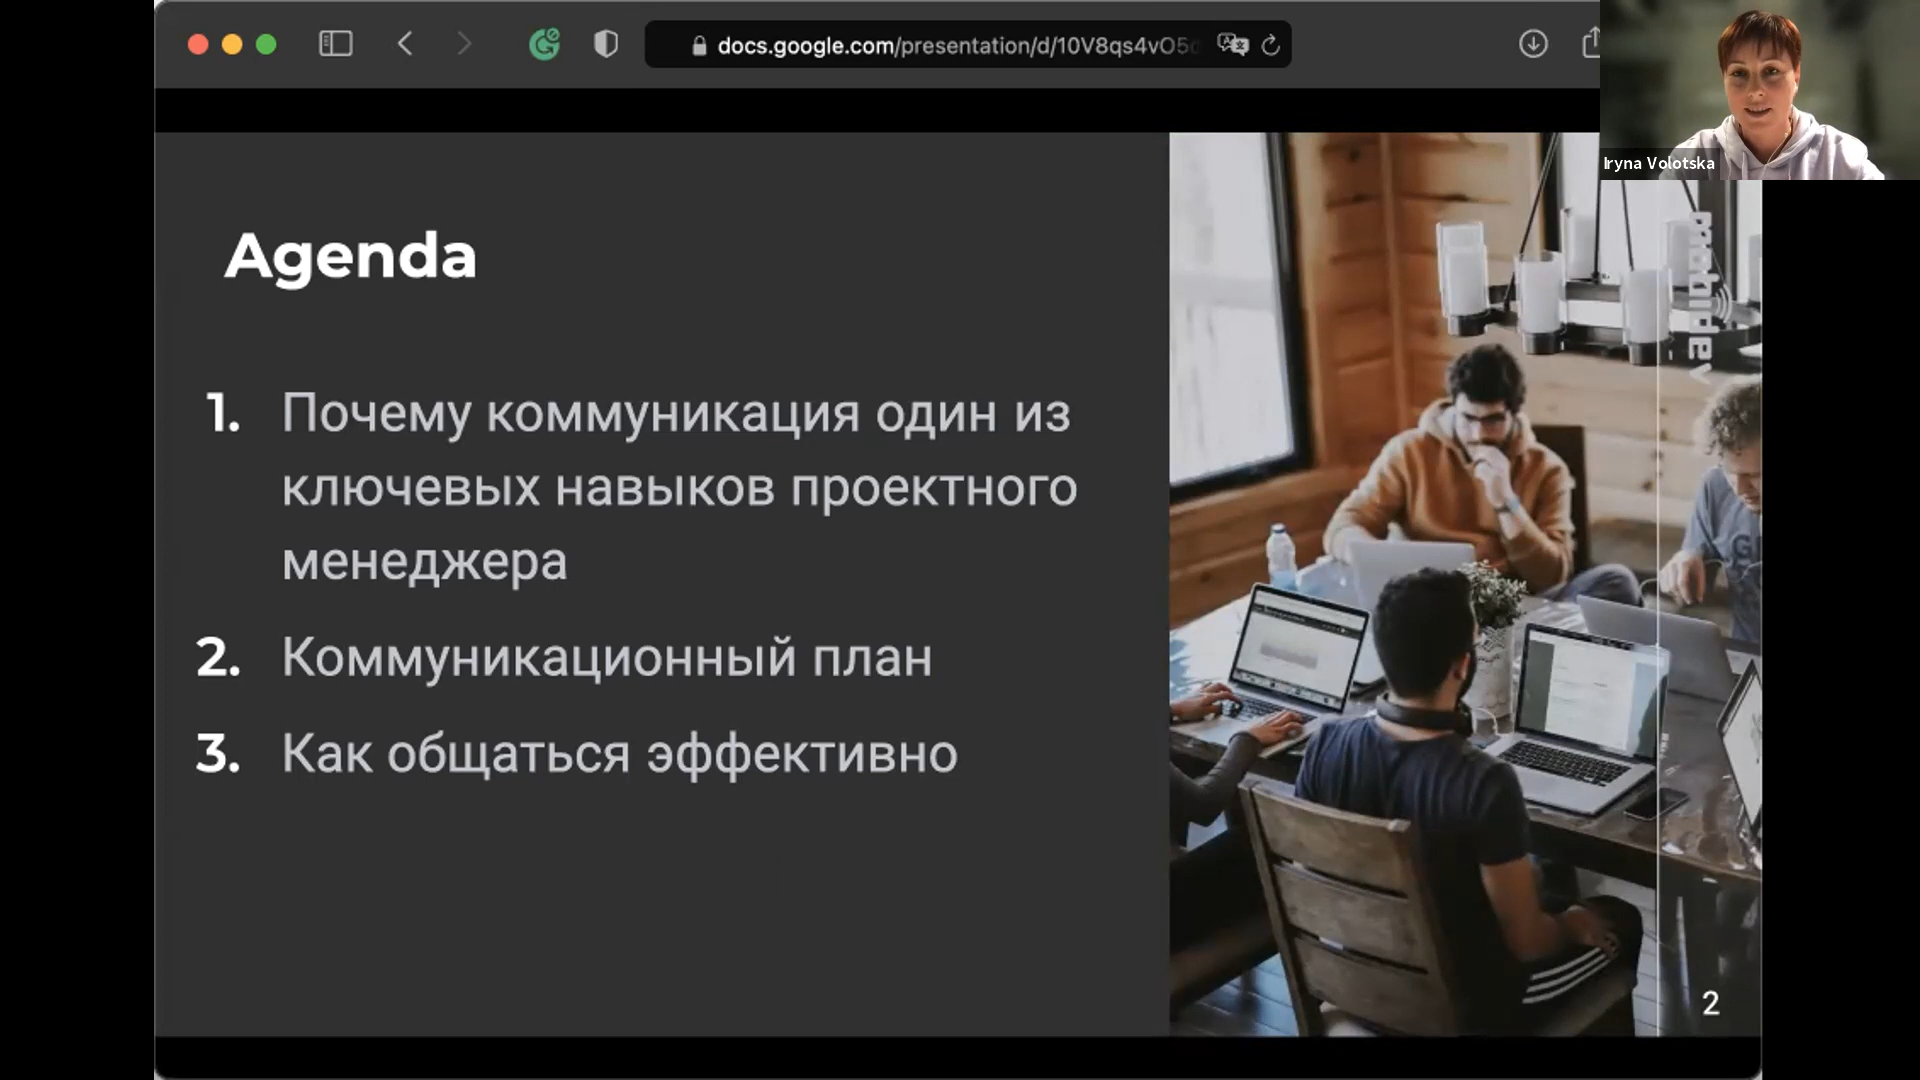 docs.google.com/presentation/d/10V8qs4vO5
Iryna Volotska
mobidev
Agenda
1. Почему коммуникация один из
ключевых навыков проектного
менеджера
2. Коммуникационный план
3. Как общаться эффективно
2